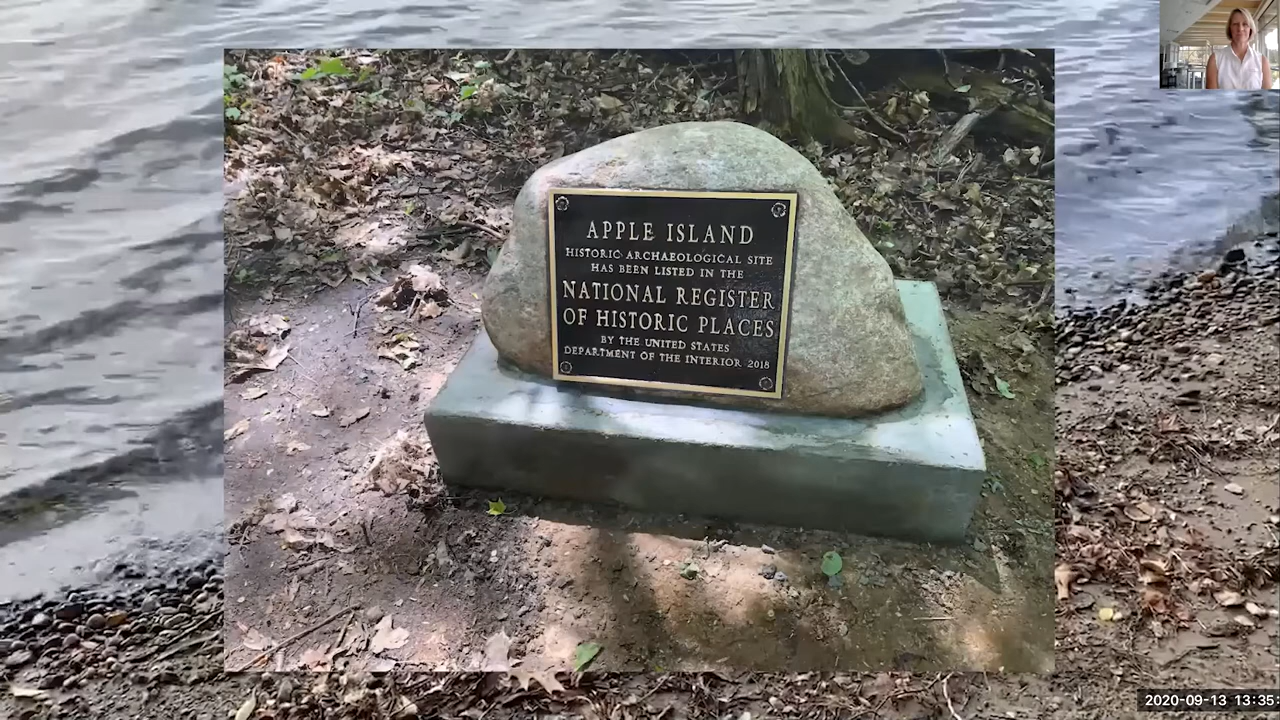 APPLE ISLAND
HISTORIC ARCHAEOLOGICAL SITE
HAS BEEN LISTED IN THE
NATIONAL REGISTER
OF HISTORIC PLACES
BY THE UNITED STATES
DEPARTMENT OF THE INTERIOR 2018
2020-09-13 13:35